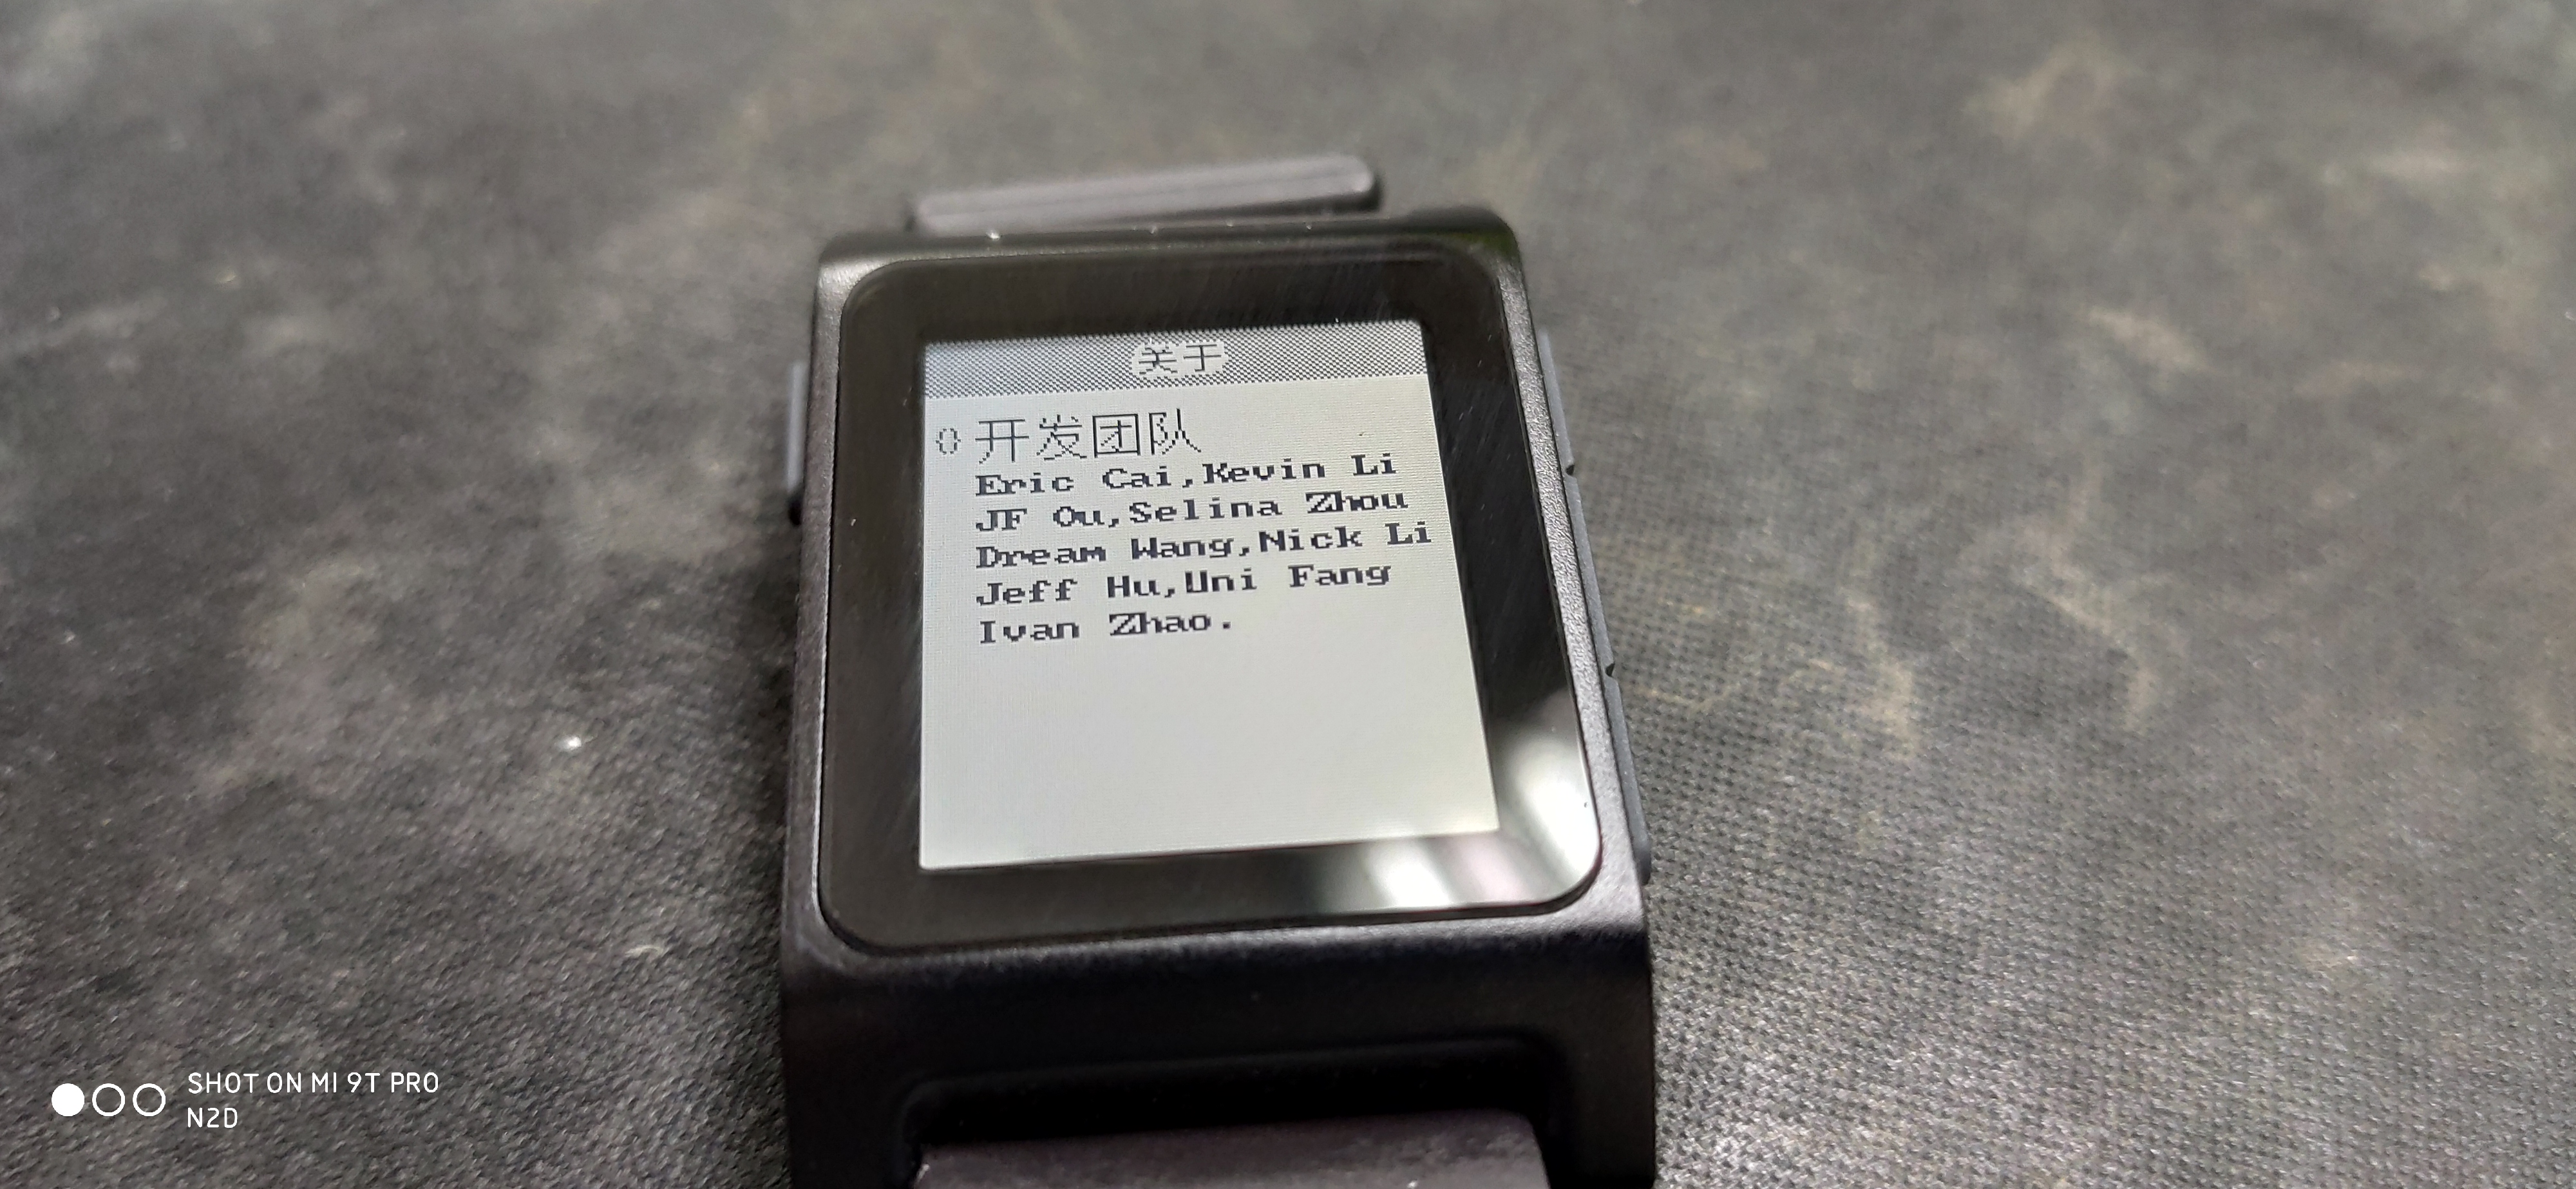 关于
0 开发团队
Eric Cai,Kevin Li
JF Ou,Selina Zhou
Dream Wang,Nick Li
Jeff Hu,Uni Fang
Ivan Zhao.
SHOT ON MI 9T PRO
N2D